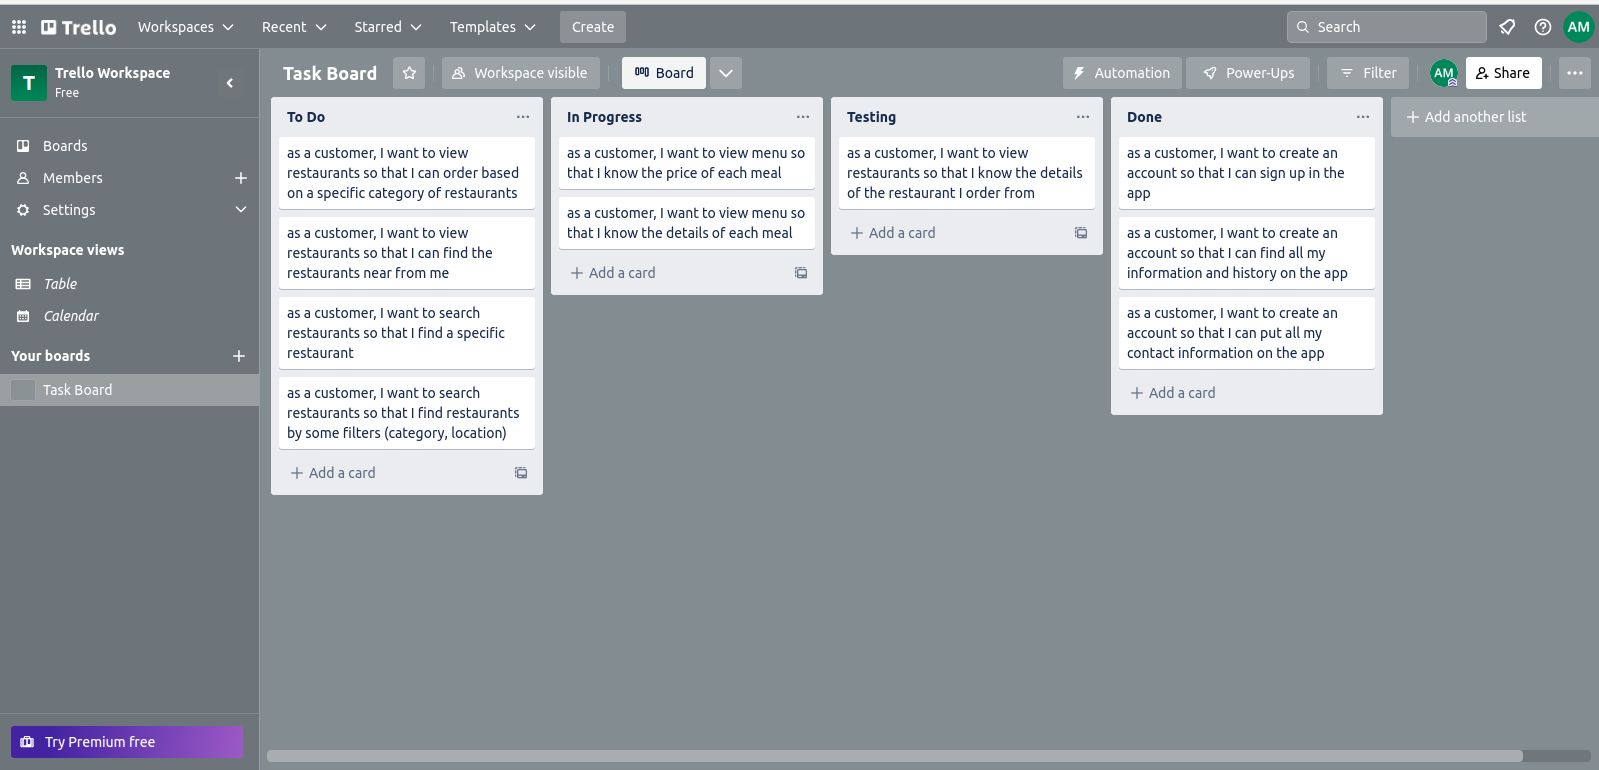 Trello
Workspaces
Recent
Starred
Templates
Create
Search
AM
T
Trello Workspace
Free
Task Board
Workspace visible
Board
Automation
Power-Ups
Filter
AM
Share
Boards
Members
Settings
Workspace views
Table
Calendar
Your boards
Task Board
Try Premium free
To Do
as a customer, I want to view
restaurants so that I can order based
on a specific category of restaurants
as a customer, I want to view
restaurants so that I can find the
restaurants near from me
as a customer, I want to search
restaurants so that I find a specific
restaurant
as a customer, I want to search
restaurants so that I find restaurants
by some filters (category, location)
Add a card
In Progress
as a customer, I want to view menu so
that I know the price of each meal
as a customer, I want to view menu so
that I know the details of each meal
Add a card
Testing
as a customer, I want to view
restaurants so that I know the details
of the restaurant I order from
Add a card
Done
as a customer, I want to create an
account so that I can sign up in the
app
as a customer, I want to create an
account so that I can find all my
information and history on the app
as a customer, I want to create an
account so that I can put all my
contact information on the app
Add a card
Add another list